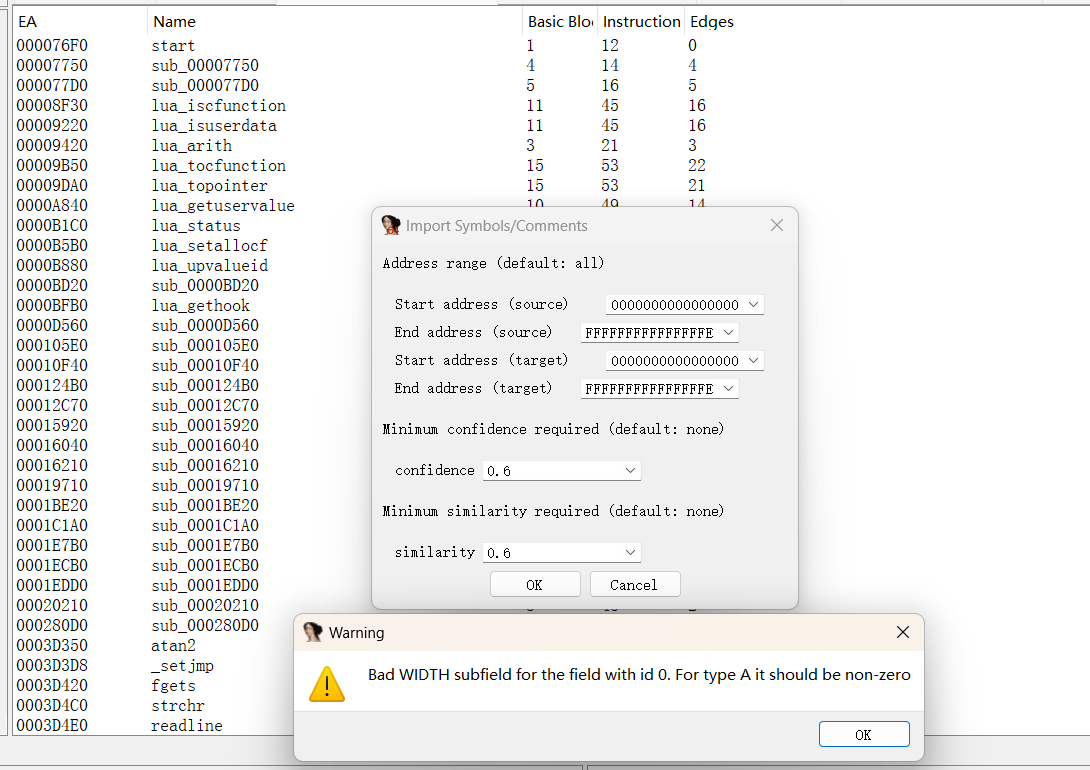 EA Name Basic Blo Instruction Edges
000076F0 start 1 12 0
00007750 sub_00007750 4 14 4
000077D0 sub_000077D0 5 16 5
00008F30 lua_iscfunction 11 45 16
00009220 lua_isuserdata 11 45 16
00009420 lua_arith 3 21 3
00009B50 lua_tocfunction 15 53 22
00009DA0 lua_topointer 15 53 21
0000A840 lua_getuservalue 10 49 14
0000B1C0 lua_status
0000B5B0 lua_setallocf
0000B880 lua_upvalueid
0000BD20 sub_0000BD20
0000BFB0 lua_gethook
0000D560 sub_0000D560
000105E0 sub_000105E0
00010F40 sub_00010F40
000124B0 sub_000124B0
00012C70 sub_00012C70
00015920 sub_00015920
00016040 sub_00016040
00016210 sub_00016210
00019710 sub_00019710
0001BE20 sub_0001BE20
0001C1A0 sub_0001C1A0
0001E7B0 sub_0001E7B0
0001ECB0 sub_0001ECB0
0001EDD0 sub_0001EDD0
00020210 sub_00020210
000280D0 sub_000280D0
0003D350 atan2
0003D3D8 _setjmp
0003D420 fgets
0003D4C0 strchr
0003D4E0 readline
Import Symbols/Comments
Address range (default: all)
Start address (source) 0000000000000000
End address (source) FFFFFFFFFFFFFFFE
Start address (target) 0000000000000000
End address (target) FFFFFFFFFFFFFFFE
Minimum confidence required (default: none)
confidence 0.6
Minimum similarity required (default: none)
similarity 0.6
OK Cancel
Warning
Bad WIDTH subfield for the field with id 0. For type A it should be non-zero
OK